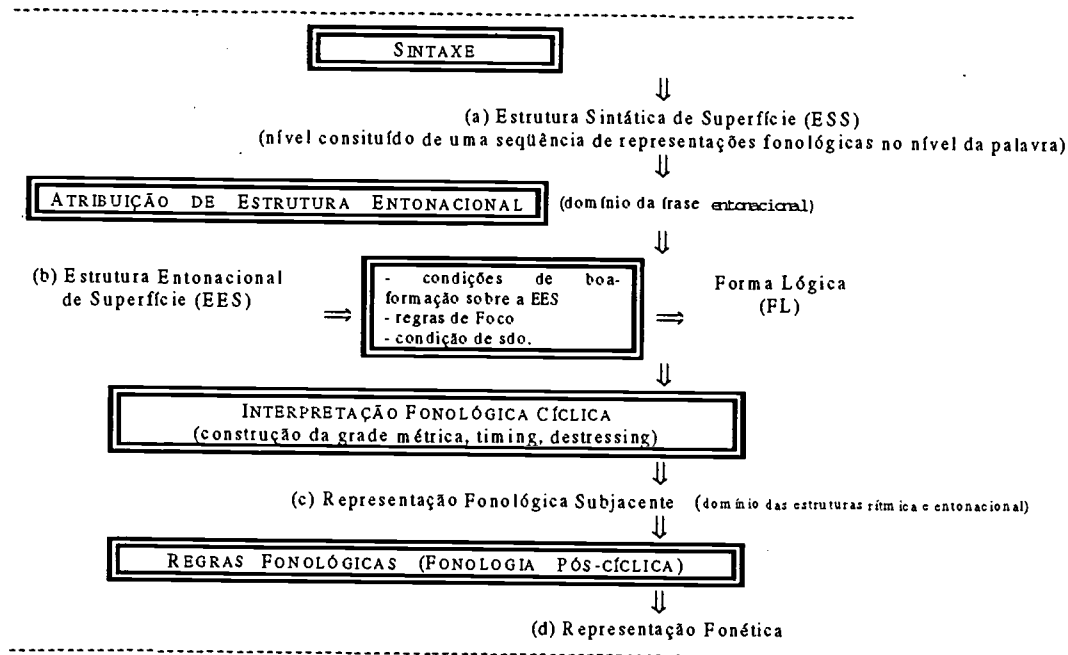 SINTAXE
(a) Estrutura Sintática de Superfície (ESS)
(nível consituído de uma seqüência de representações fonológicas no nível da palavra)
ATRIBUIÇÃO DE ESTRUTURA ENTONACIONAL (domínio da frase entonacional)
(b) Estrutura Entonacional
de Superfície (EES)
- condições de boa-
formação sobre a EES
- regras de Foco
- condição de sdo.
Forma Lógica
(FL)
INTERPRETAÇÃO FONOLÓGICA CÍCLICA
(construção da grade métrica, timing, destressing)
(c) Representação Fonológica Subjacente (domínio das estruturas rítmica e entonacional)
REGRAS FONOLÓGICAS (FONOLOGIA PÓS-CÍCLICA)
(d) Representação Fonética